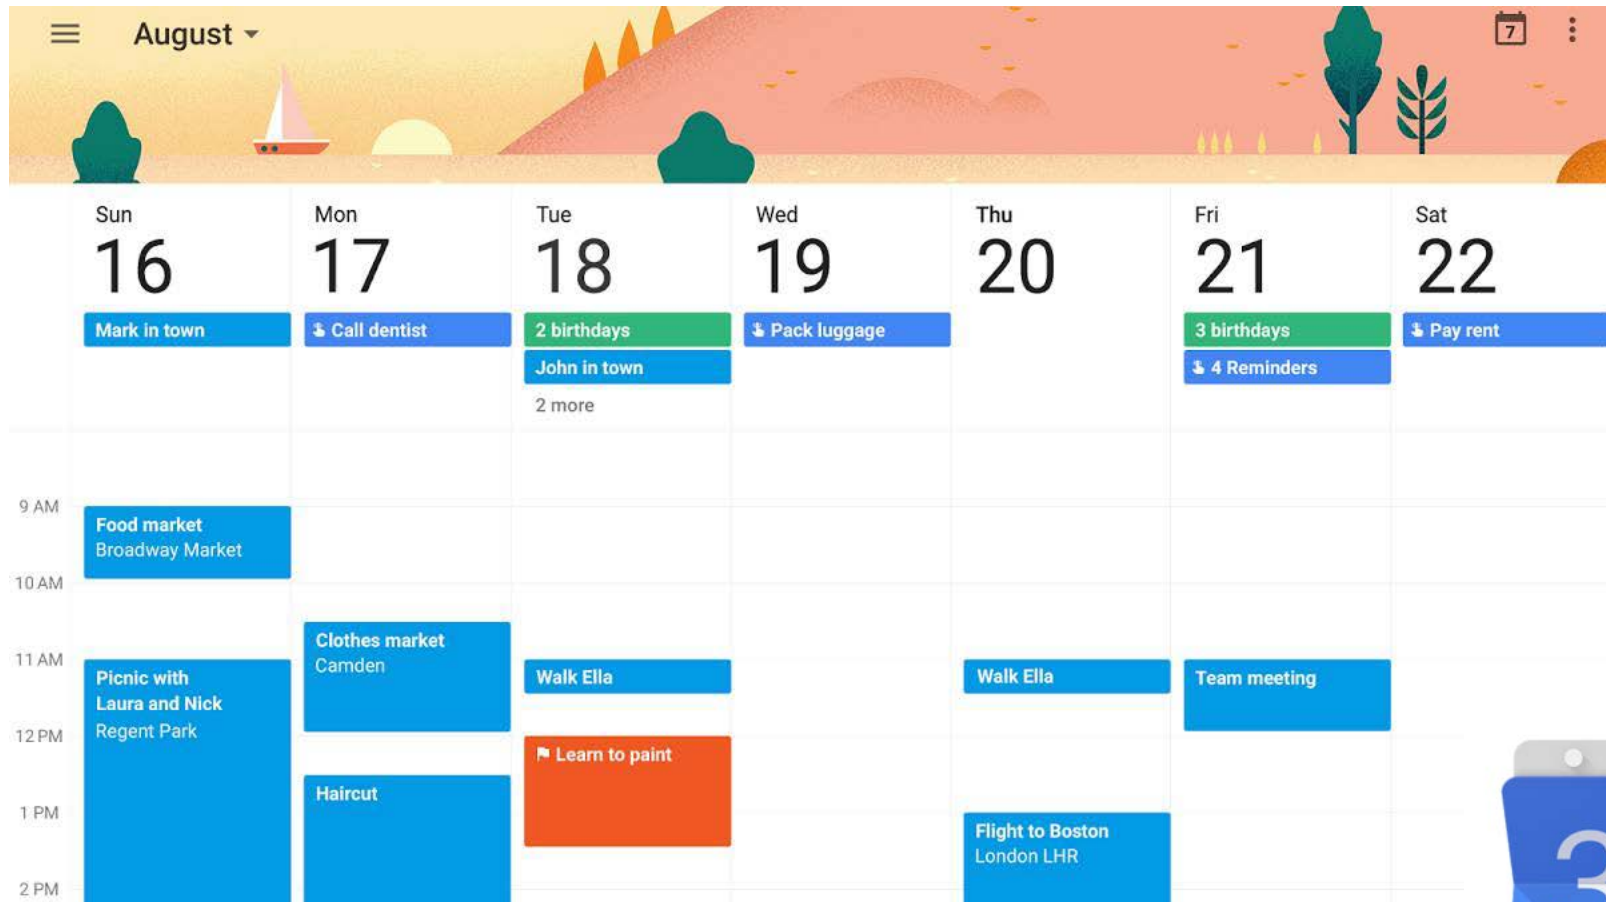 August
7
Sun
16
Mon
17
Tue
18
Wed
19
Thu
20
Fri
21
Sat
22
Mark in town
Call dentist
2 birthdays
John in town
2 more
Pack luggage
3 birthdays
4 Reminders
Pay rent
9 AM
10 AM
11 AM
12 PM
1 PM
2 PM
Food market
Broadway Market
Picnic with
Laura and Nick
Regent Park
Clothes market
Camden
Haircut
Walk Ella
Learn to paint
Walk Ella
Flight to Boston
London LHR
Team meeting
3